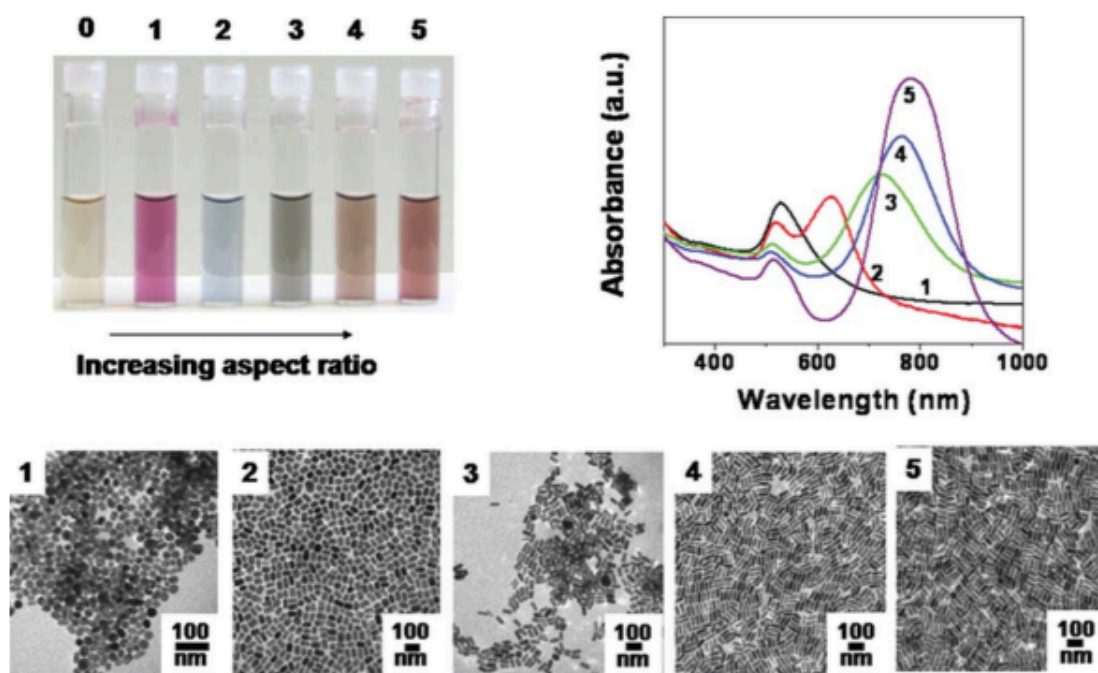 0 1 2 3 4 5
Increasing aspect ratio
Absorbance (a.u.)
5
4
3
2
1
400 600 800 1000
Wavelength (nm)
1
100
nm
2
100
nm
3
100
nm
4
100
nm
5
100
nm